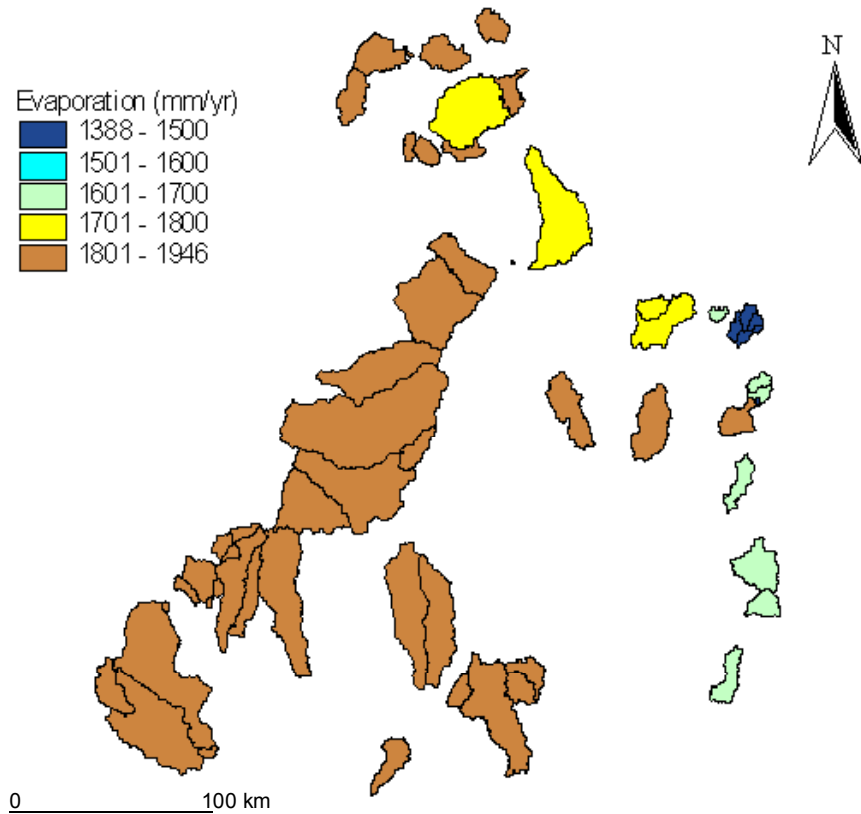 N
Evaporation (mm/yr)
1388 - 1500
1501 - 1600
1601 - 1700
1701 - 1800
1801 - 1946
0 100 km